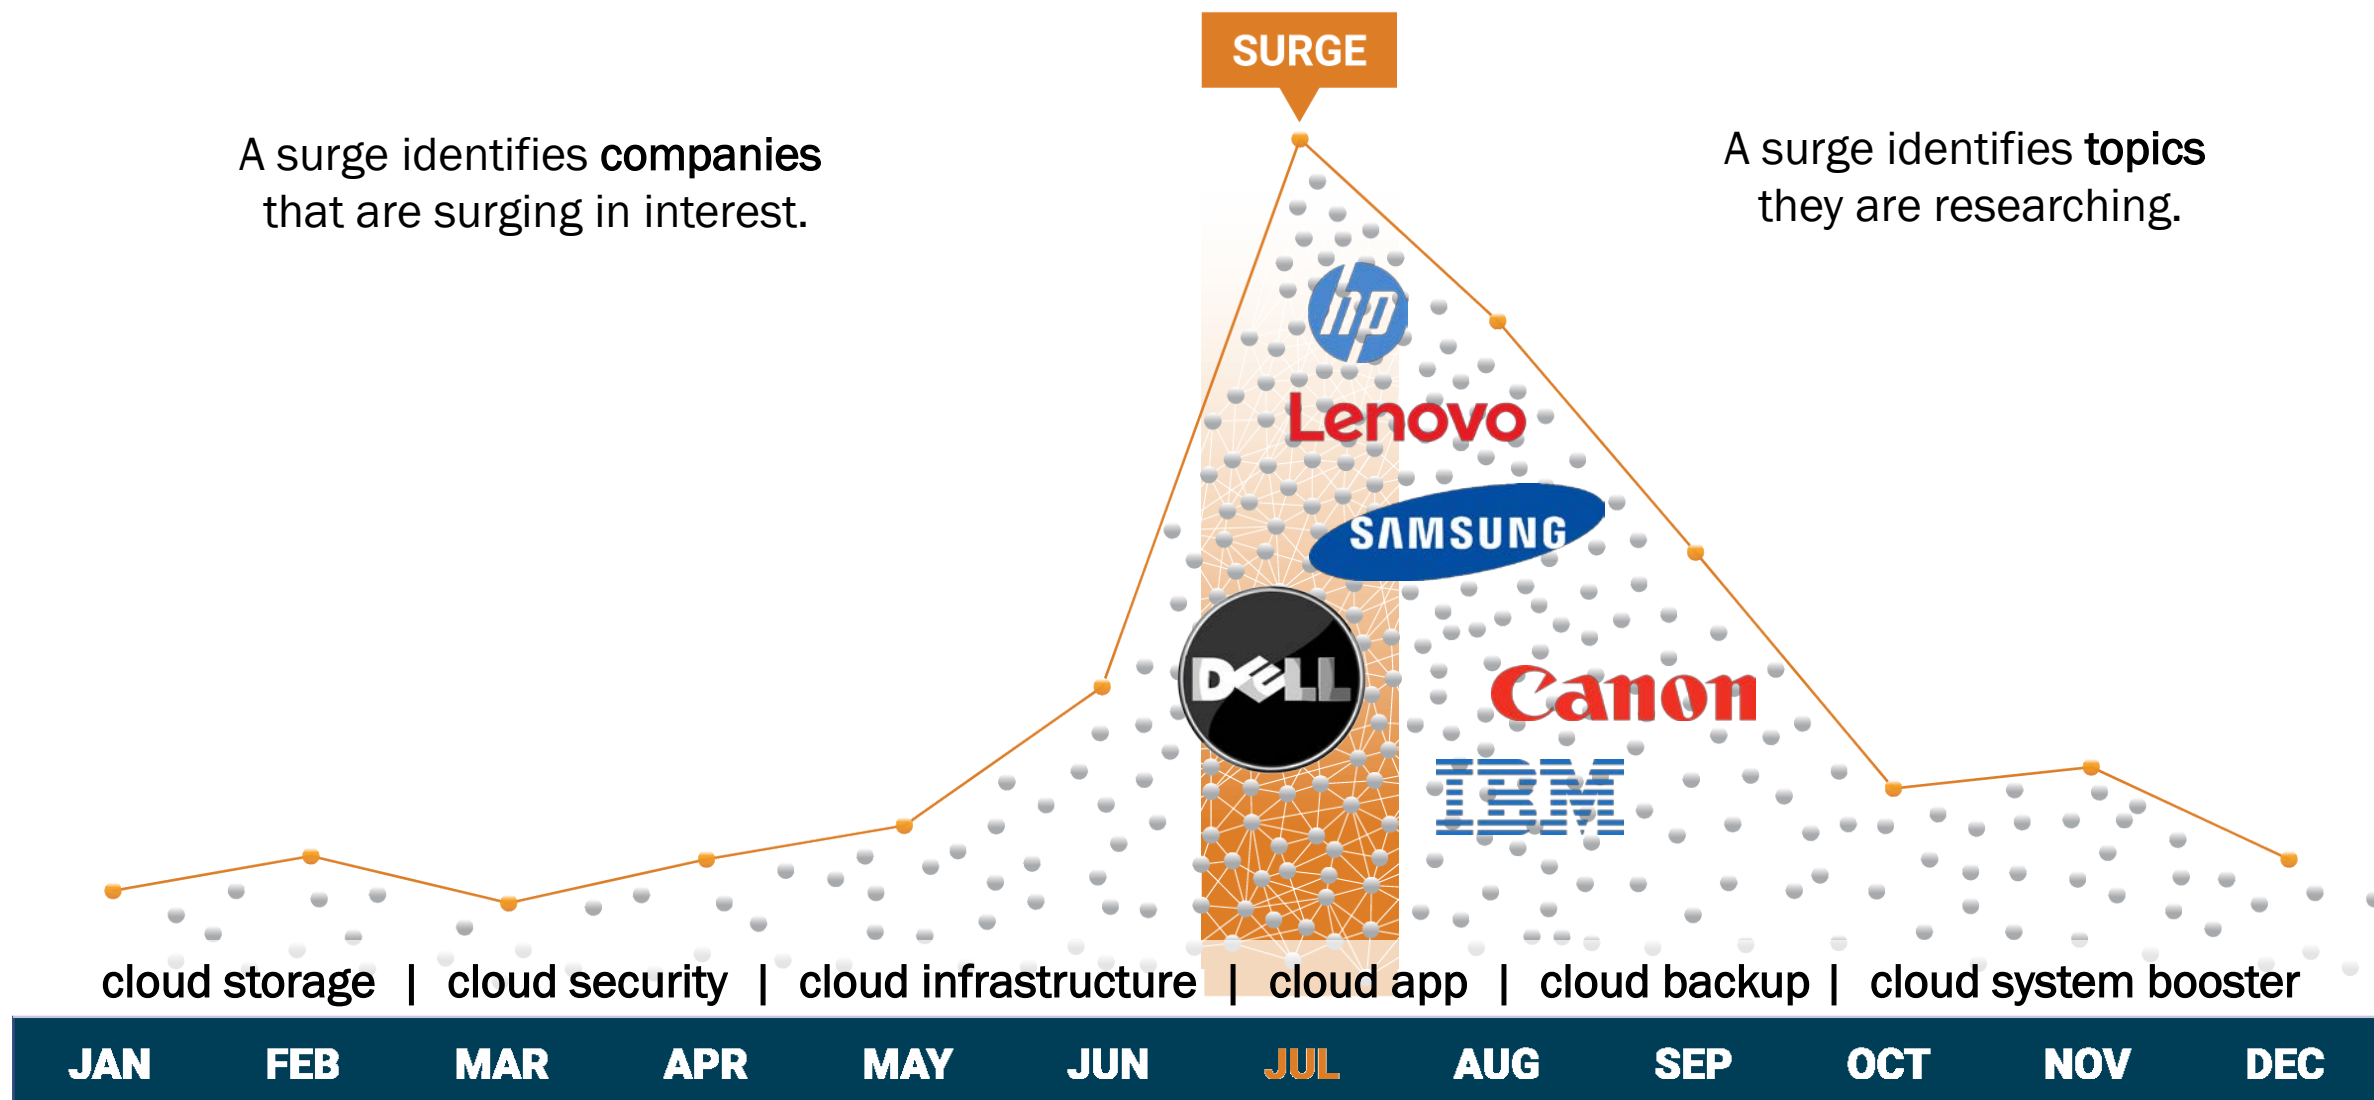 SURGE
A surge identifies companies
that are surging in interest.
A surge identifies topics
they are researching.
hp
Lenovo
SAMSUNG
DELL
Canon
IBM
cloud storage | cloud security | cloud infrastructure | cloud app | cloud backup | cloud system booster
JAN FEB MAR APR MAY JUN JUL AUG SEP OCT NOV DEC